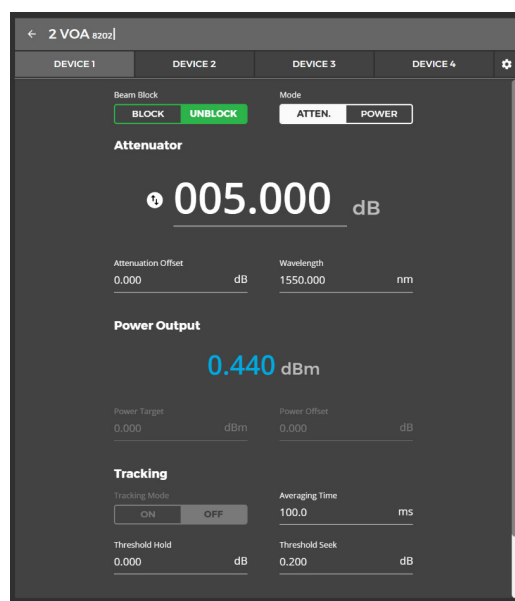 ← 2 VOA 8202
DEVICE 1 DEVICE 2 DEVICE 3 DEVICE 4
Beam Block Mode
BLOCK UNBLOCK ATTEN. POWER
Attenuator
005.000 dB
Attenuation Offset Wavelength
0.000 dB 1550.000 nm
Power Output
0.440 dBm
Power Target Power Offset
0.000 dBm 0.000 dB
Tracking
Tracking Mode Averaging Time
ON OFF 100.0 ms
Threshold Hold Threshold Seek
0.000 dB 0.200 dB